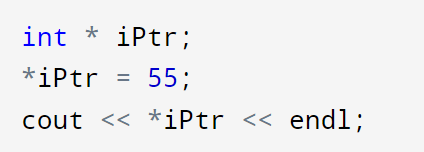 int * iPtr;
*iPtr = 55;
cout << *iPtr << endl;